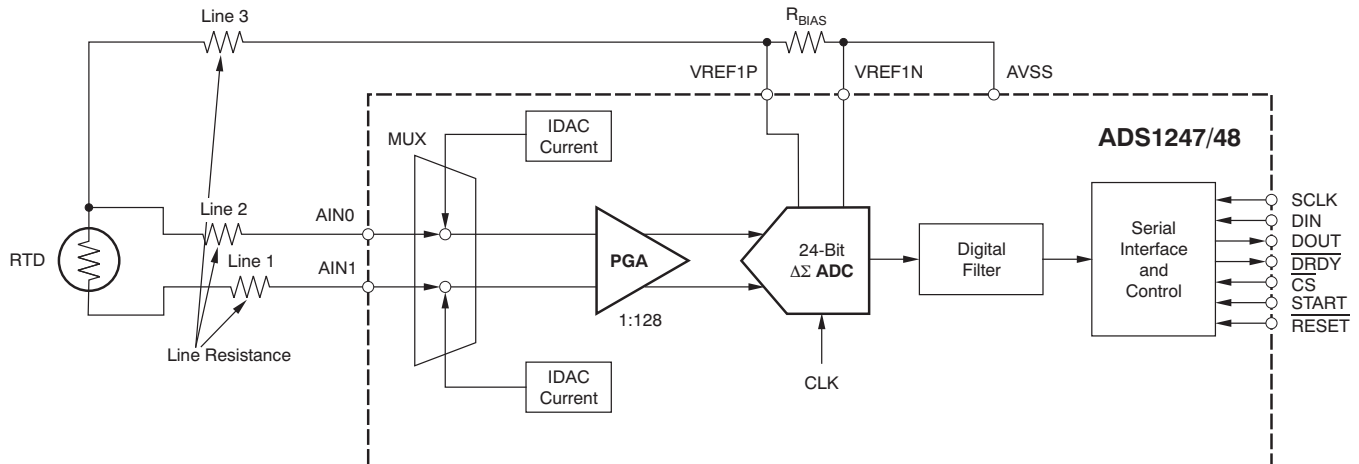 Line 3
RBIAS
VREF1P
VREF1N
AVSS
IDAC
Current
MUX
ADS1247/48
Line 2
AIN0
SCLK
DIN
DOUT
DRDY
CS
START
RESET
RTD
Line 1
AIN1
PGA
24-Bit
ΔΣ ADC
Digital
Filter
Serial
Interface
and
Control
1:128
Line Resistance
IDAC
Current
CLK